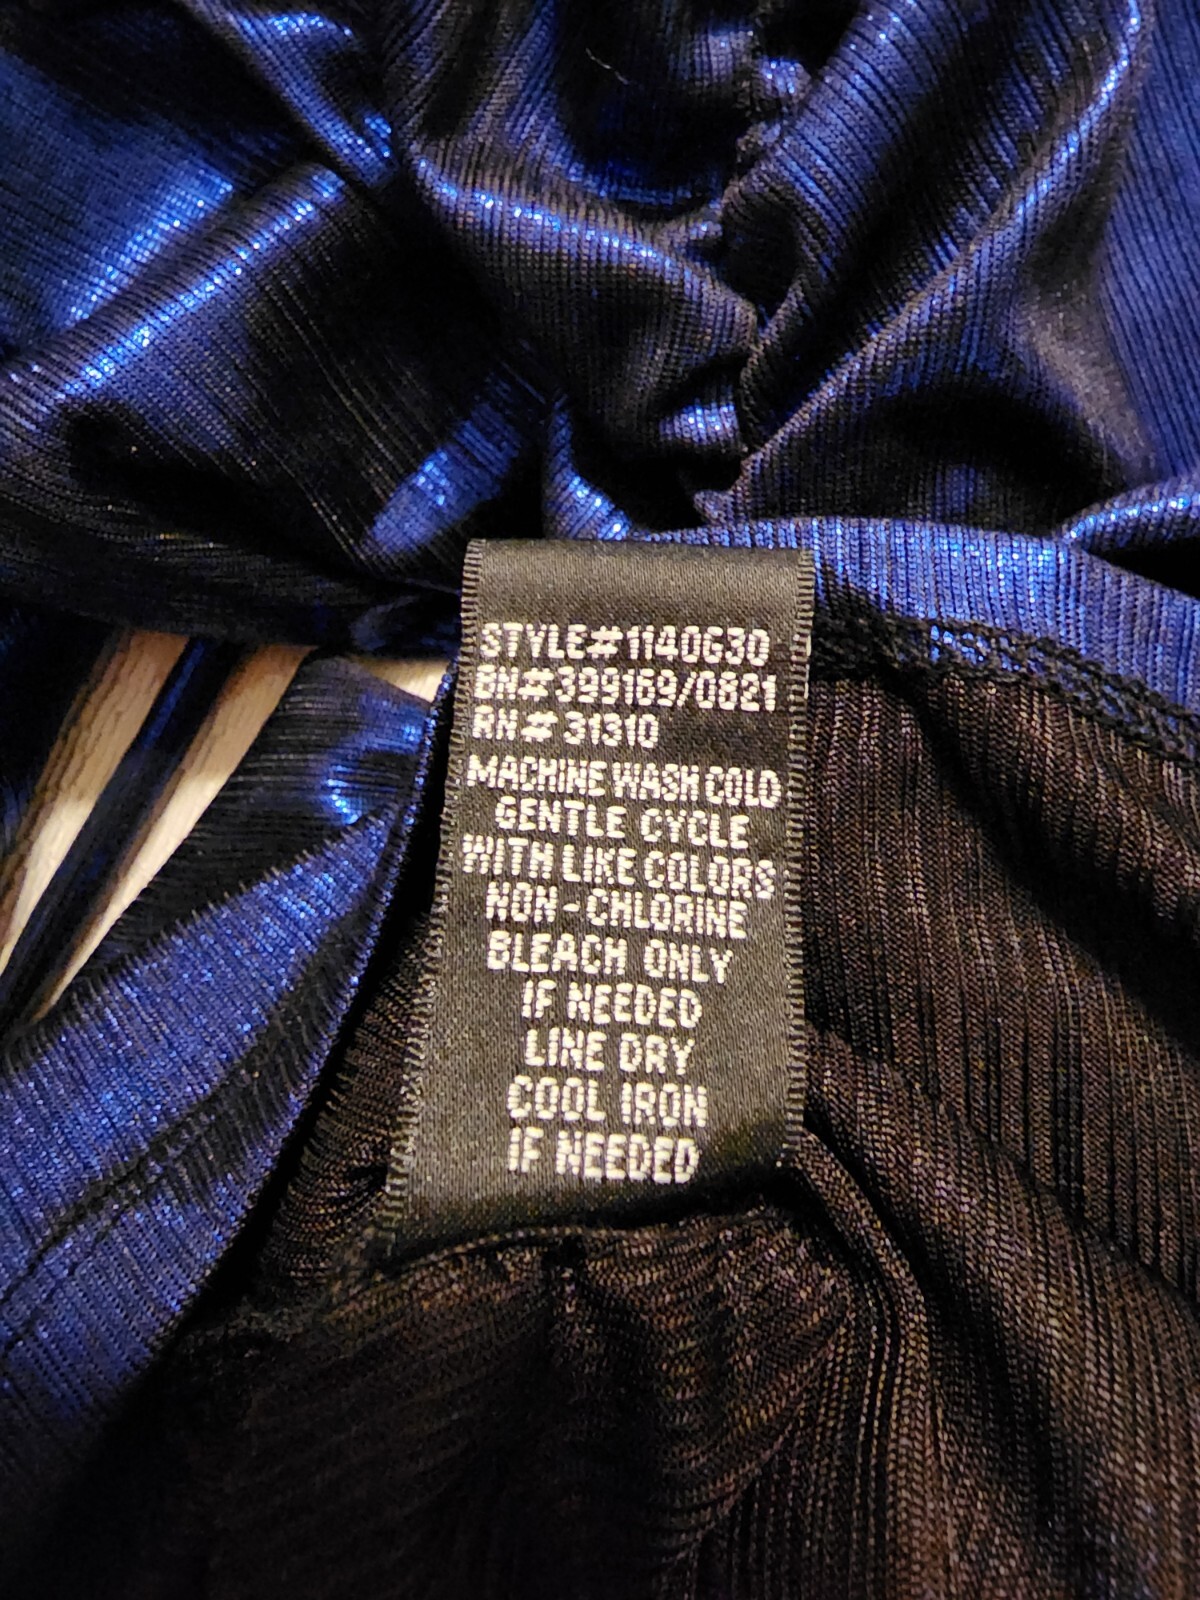 STYLE#1140G30
BN#399169/0821
RN#31310
MACHINE WASH COLD
GENTLE CYCLE
WITH LIKE COLORS
NON-CHLORINE
BLEACH ONLY
IF NEEDED
LINE DRY
COOL IRON
IF NEEDED